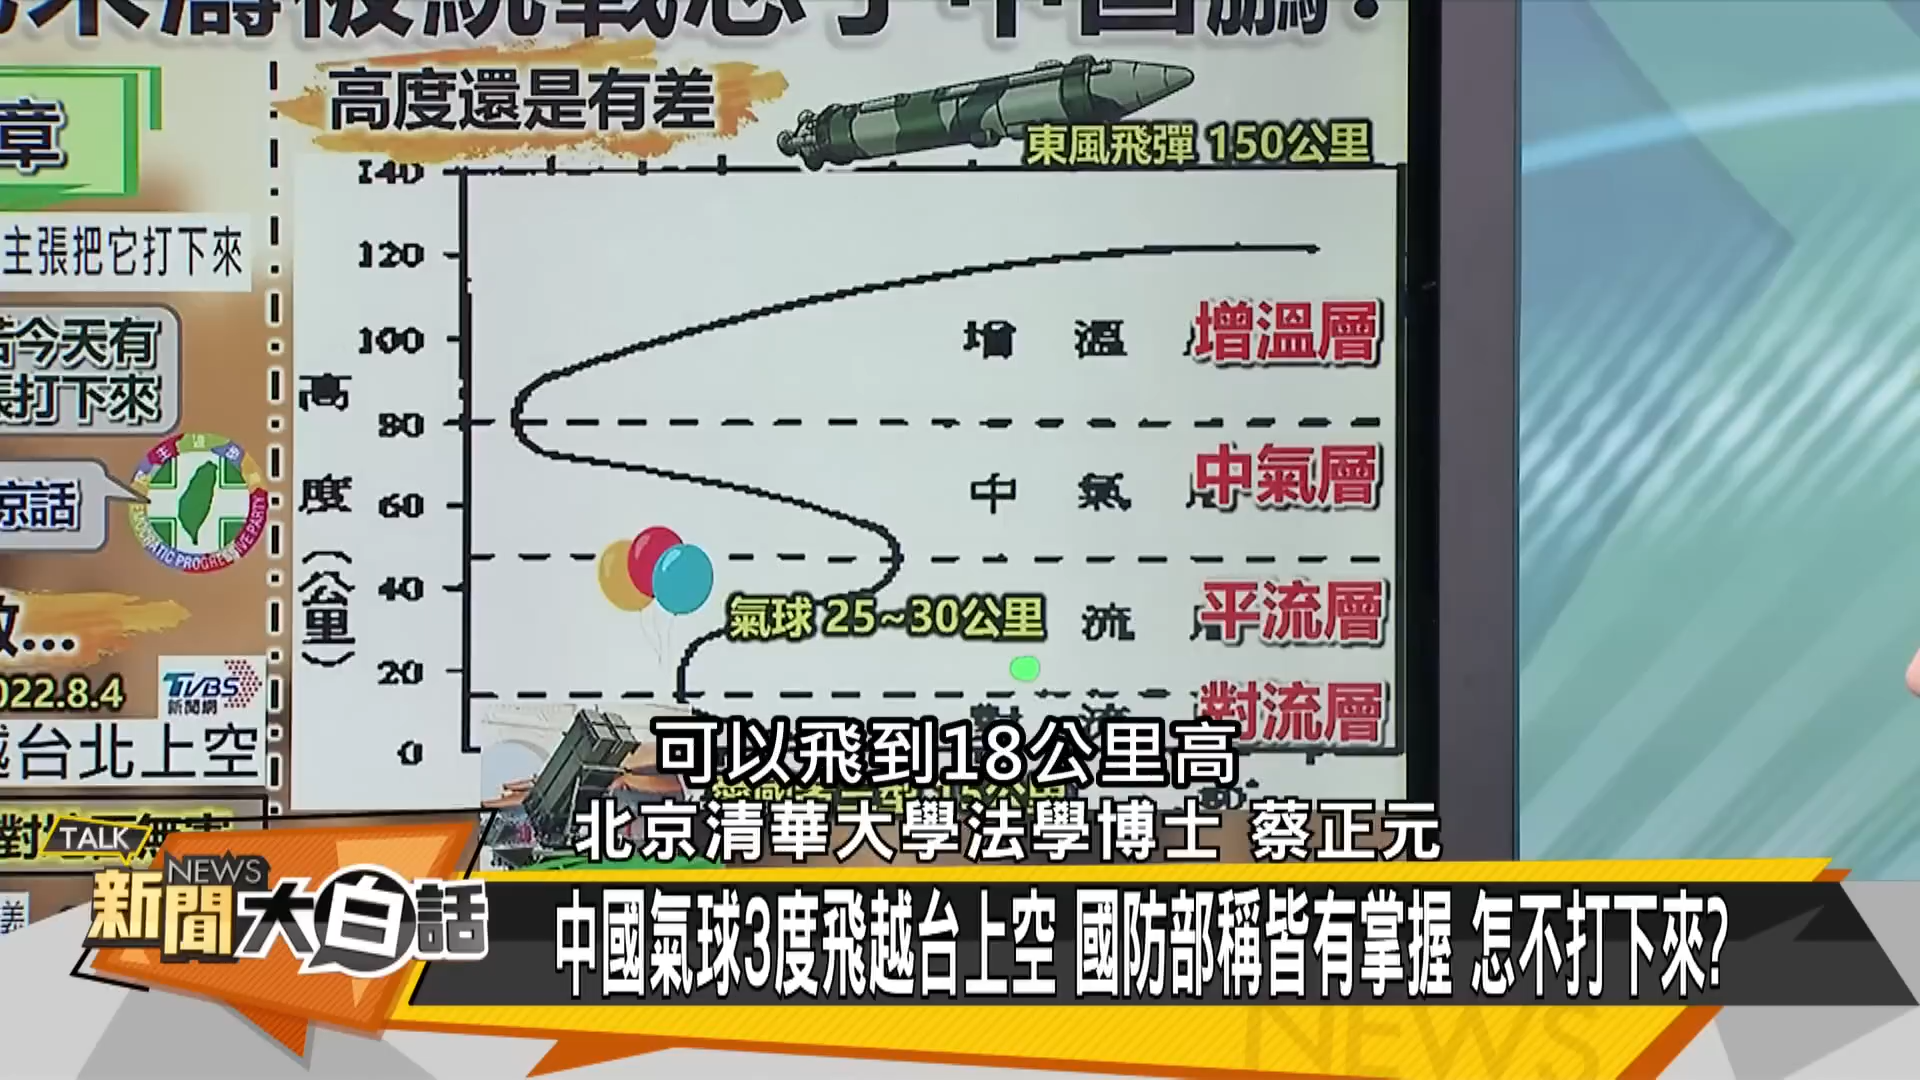 高度還是有差
東風飛彈 150公里
章
主張把它打下來
今天有
打下來
京話
DEMOCRATIC PROGRESSIVE PARTY
...
022.8.4
TVBS
新聞網
台北上空
140
120
100
80
60
40
20
0
高度(公里)
增溫
增溫層
中氣
中氣層
氣球 25~30公里
流
平流層
對流層
可以飛到18公里高
北京清華大學法學博士 蔡正元
TALK
NEWS
新聞大白話
中國氣球3度飛越台上空 國防部稱皆有掌握 怎不打下來?
NEWS